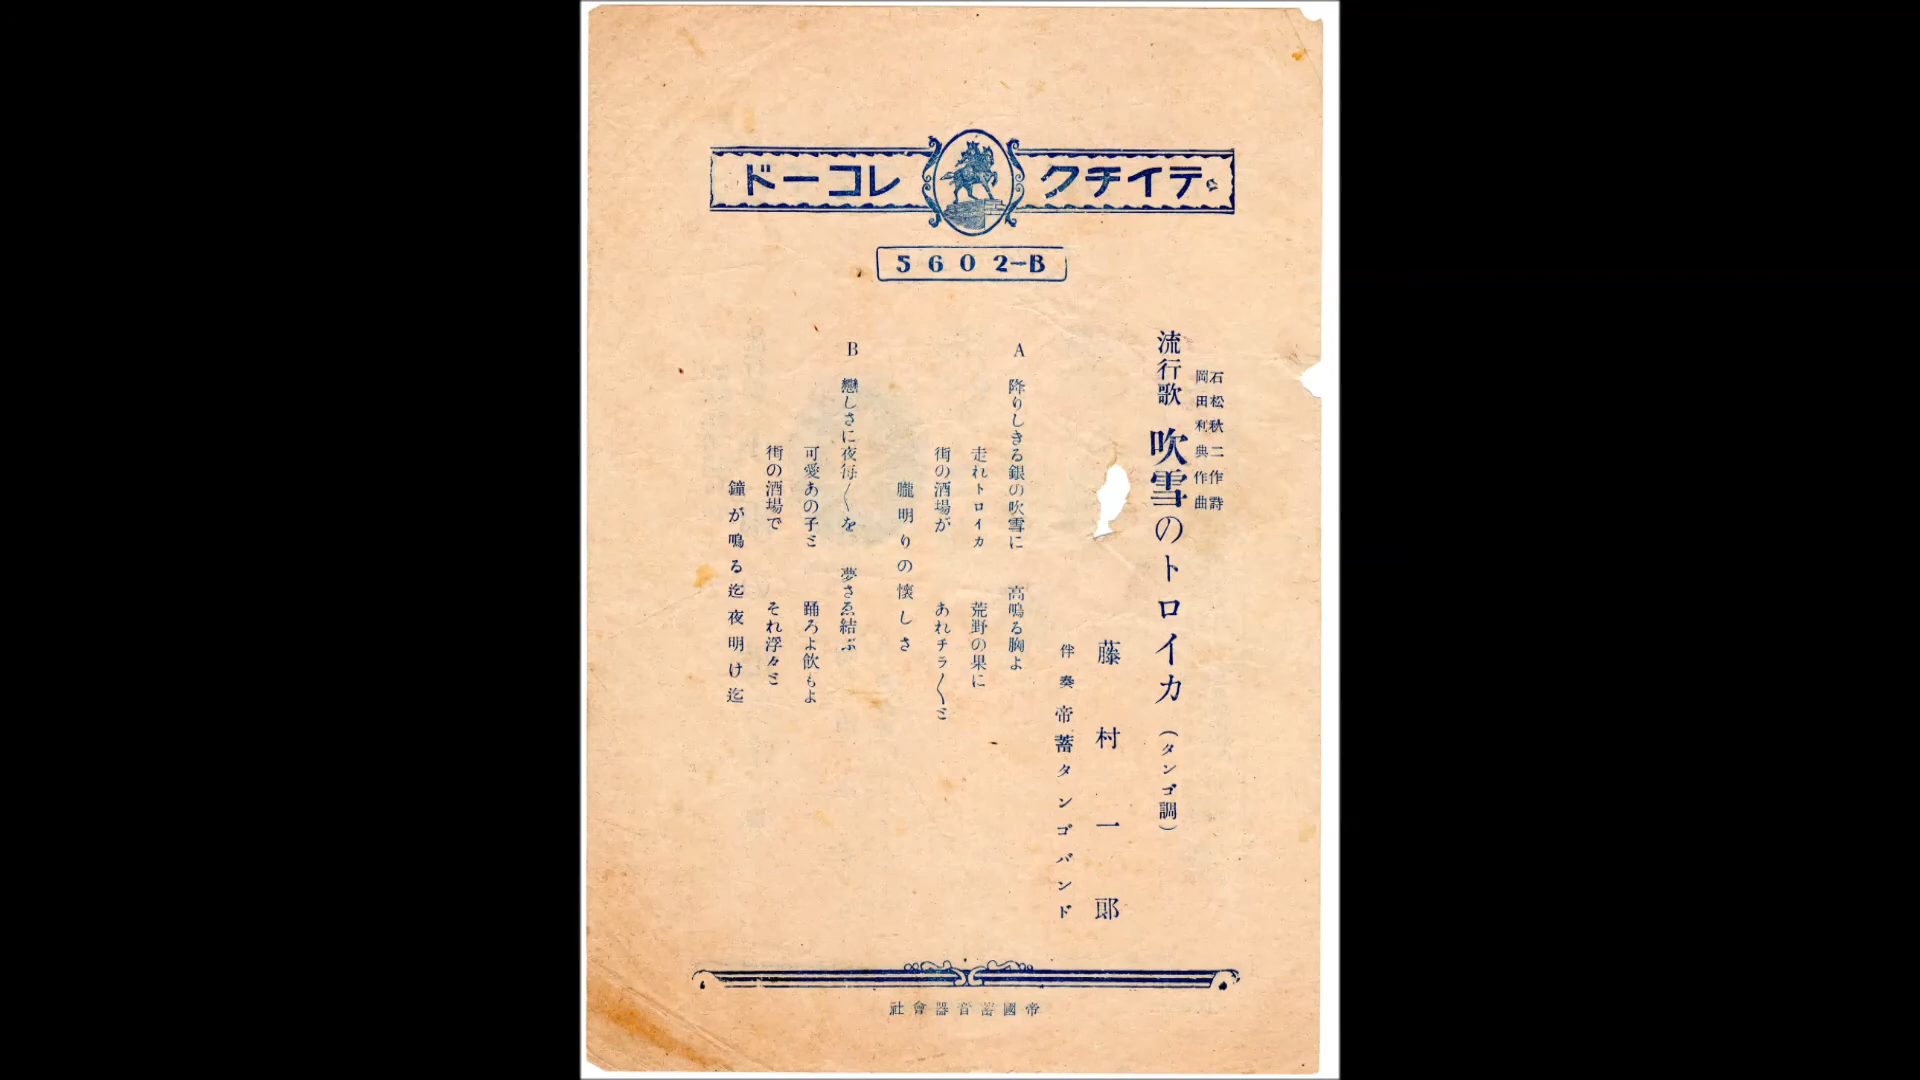 テイチクレコード
5602-B
石松秋二作詩
岡田利典作曲
流行歌 吹雪のトロイカ（タンゴ調）
藤村一郎
伴奏 帝蓄タンゴバンド
A 降りしきる銀の吹雪に 高鳴る胸よ
走れトロイカ 荒野の果に
街の酒場が あれチラ〳〵と
朧明りの懐しさ
B 戀しさに夜毎〳〵を 夢さゑ結ぶ
可愛あの子と 踊ろよ飲もよ
街の酒場で それ浮々と
鐘が鳴る迄夜明け迄
帝國蓄音器會社